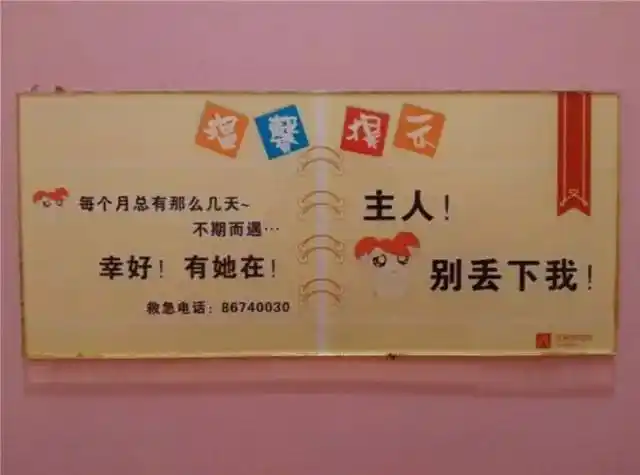 温馨提示
每个月总有那么几天~
不期而遇…
幸好！有她在！
救急电话：86740030
主人！
别丢下我！